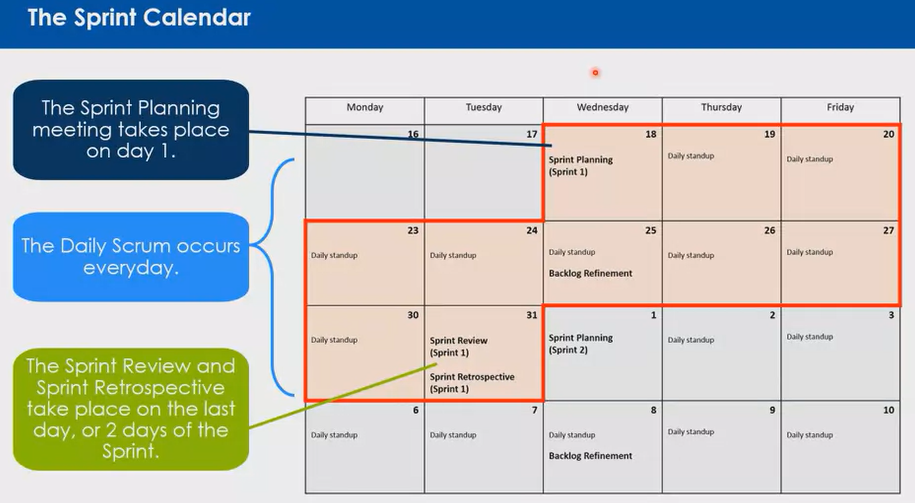 The Sprint Calendar
The Sprint Planning
meeting takes place
on day 1.
The Daily Scrum occurs
everyday.
The Sprint Review and
Sprint Retrospective
take place on the last
day, or 2 days of the
Sprint.
Monday Tuesday Wednesday Thursday Friday
16 17 18 19 20
Sprint Planning
(Sprint 1)
Daily standup
Daily standup
23 24 25 26 27
Daily standup
Daily standup
Daily standup
Backlog Refinement
Daily standup
Daily standup
30 31 1 2 3
Daily standup
Sprint Review
(Sprint 1)
Sprint Retrospective
(Sprint 1)
Sprint Planning
(Sprint 2)
Daily standup
Daily standup
6 7 8 9 10
Daily standup
Daily standup
Daily standup
Backlog Refinement
Daily standup
Daily standup